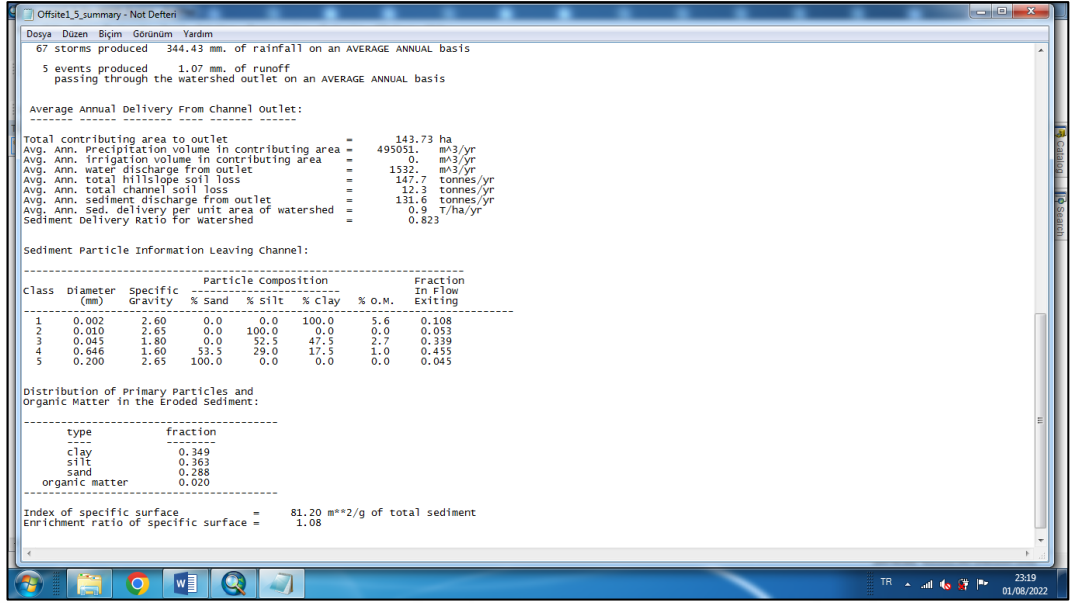 Offsite1_5_summary - Not Defteri
Dosya Düzen Biçim Görünüm Yardım
67 storms produced 344.43 mm. of rainfall on an AVERAGE ANNUAL basis
5 events produced 1.07 mm. of runoff
passing through the watershed outlet on an AVERAGE ANNUAL basis
Average Annual Delivery From Channel Outlet:
------- ------ -------- ---- ------- ------
Total contributing area to outlet = 143.73 ha
Avg. Ann. Precipitation volume in contributing area = 495051. m^3/yr
Avg. Ann. irrigation volume in contributing area = 0. m^3/yr
Avg. Ann. water discharge from outlet = 1532. m^3/yr
Avg. Ann. total hillslope soil loss = 147.7 tonnes/yr
Avg. Ann. total channel soil loss = 12.3 tonnes/yr
Avg. Ann. sediment discharge from outlet = 131.6 tonnes/yr
Avg. Ann. Sed. delivery per unit area of watershed = 0.9 T/ha/yr
Sediment Delivery Ratio for Watershed = 0.823
Sediment Particle Information Leaving Channel:
-------------------------------------------------------------------------
Particle Composition Fraction
Class Diameter Specific ------------------------- In Flow
(mm) Gravity % Sand % Silt % Clay % O.M. Exiting
---------------------------------------------------------------------------------
1 0.002 2.60 0.0 0.0 100.0 5.6 0.108
2 0.010 2.65 0.0 100.0 0.0 0.0 0.053
3 0.045 1.80 0.0 52.5 47.5 2.7 0.339
4 0.646 1.60 53.5 29.0 17.5 1.0 0.455
5 0.200 2.65 100.0 0.0 0.0 0.0 0.045
Distribution of Primary Particles and
Organic Matter in the Eroded Sediment:
------------------------------------------
type fraction
---- --------
clay 0.349
silt 0.363
sand 0.288
organic matter 0.020
------------------------------------------
Index of specific surface = 81.20 m**2/g of total sediment
Enrichment ratio of specific surface = 1.08
Catalog
Search
TR
23:19
01/08/2022